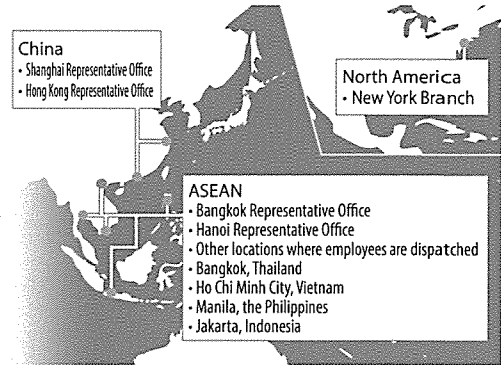 China
• Shanghai Representative Office
• Hong Kong Representative Office
North America
• New York Branch
ASEAN
• Bangkok Representative Office
• Hanoi Representative Office
• Other locations where employees are dispatched
• Bangkok, Thailand
• Ho Chi Minh City, Vietnam
• Manila, the Philippines
• Jakarta, Indonesia